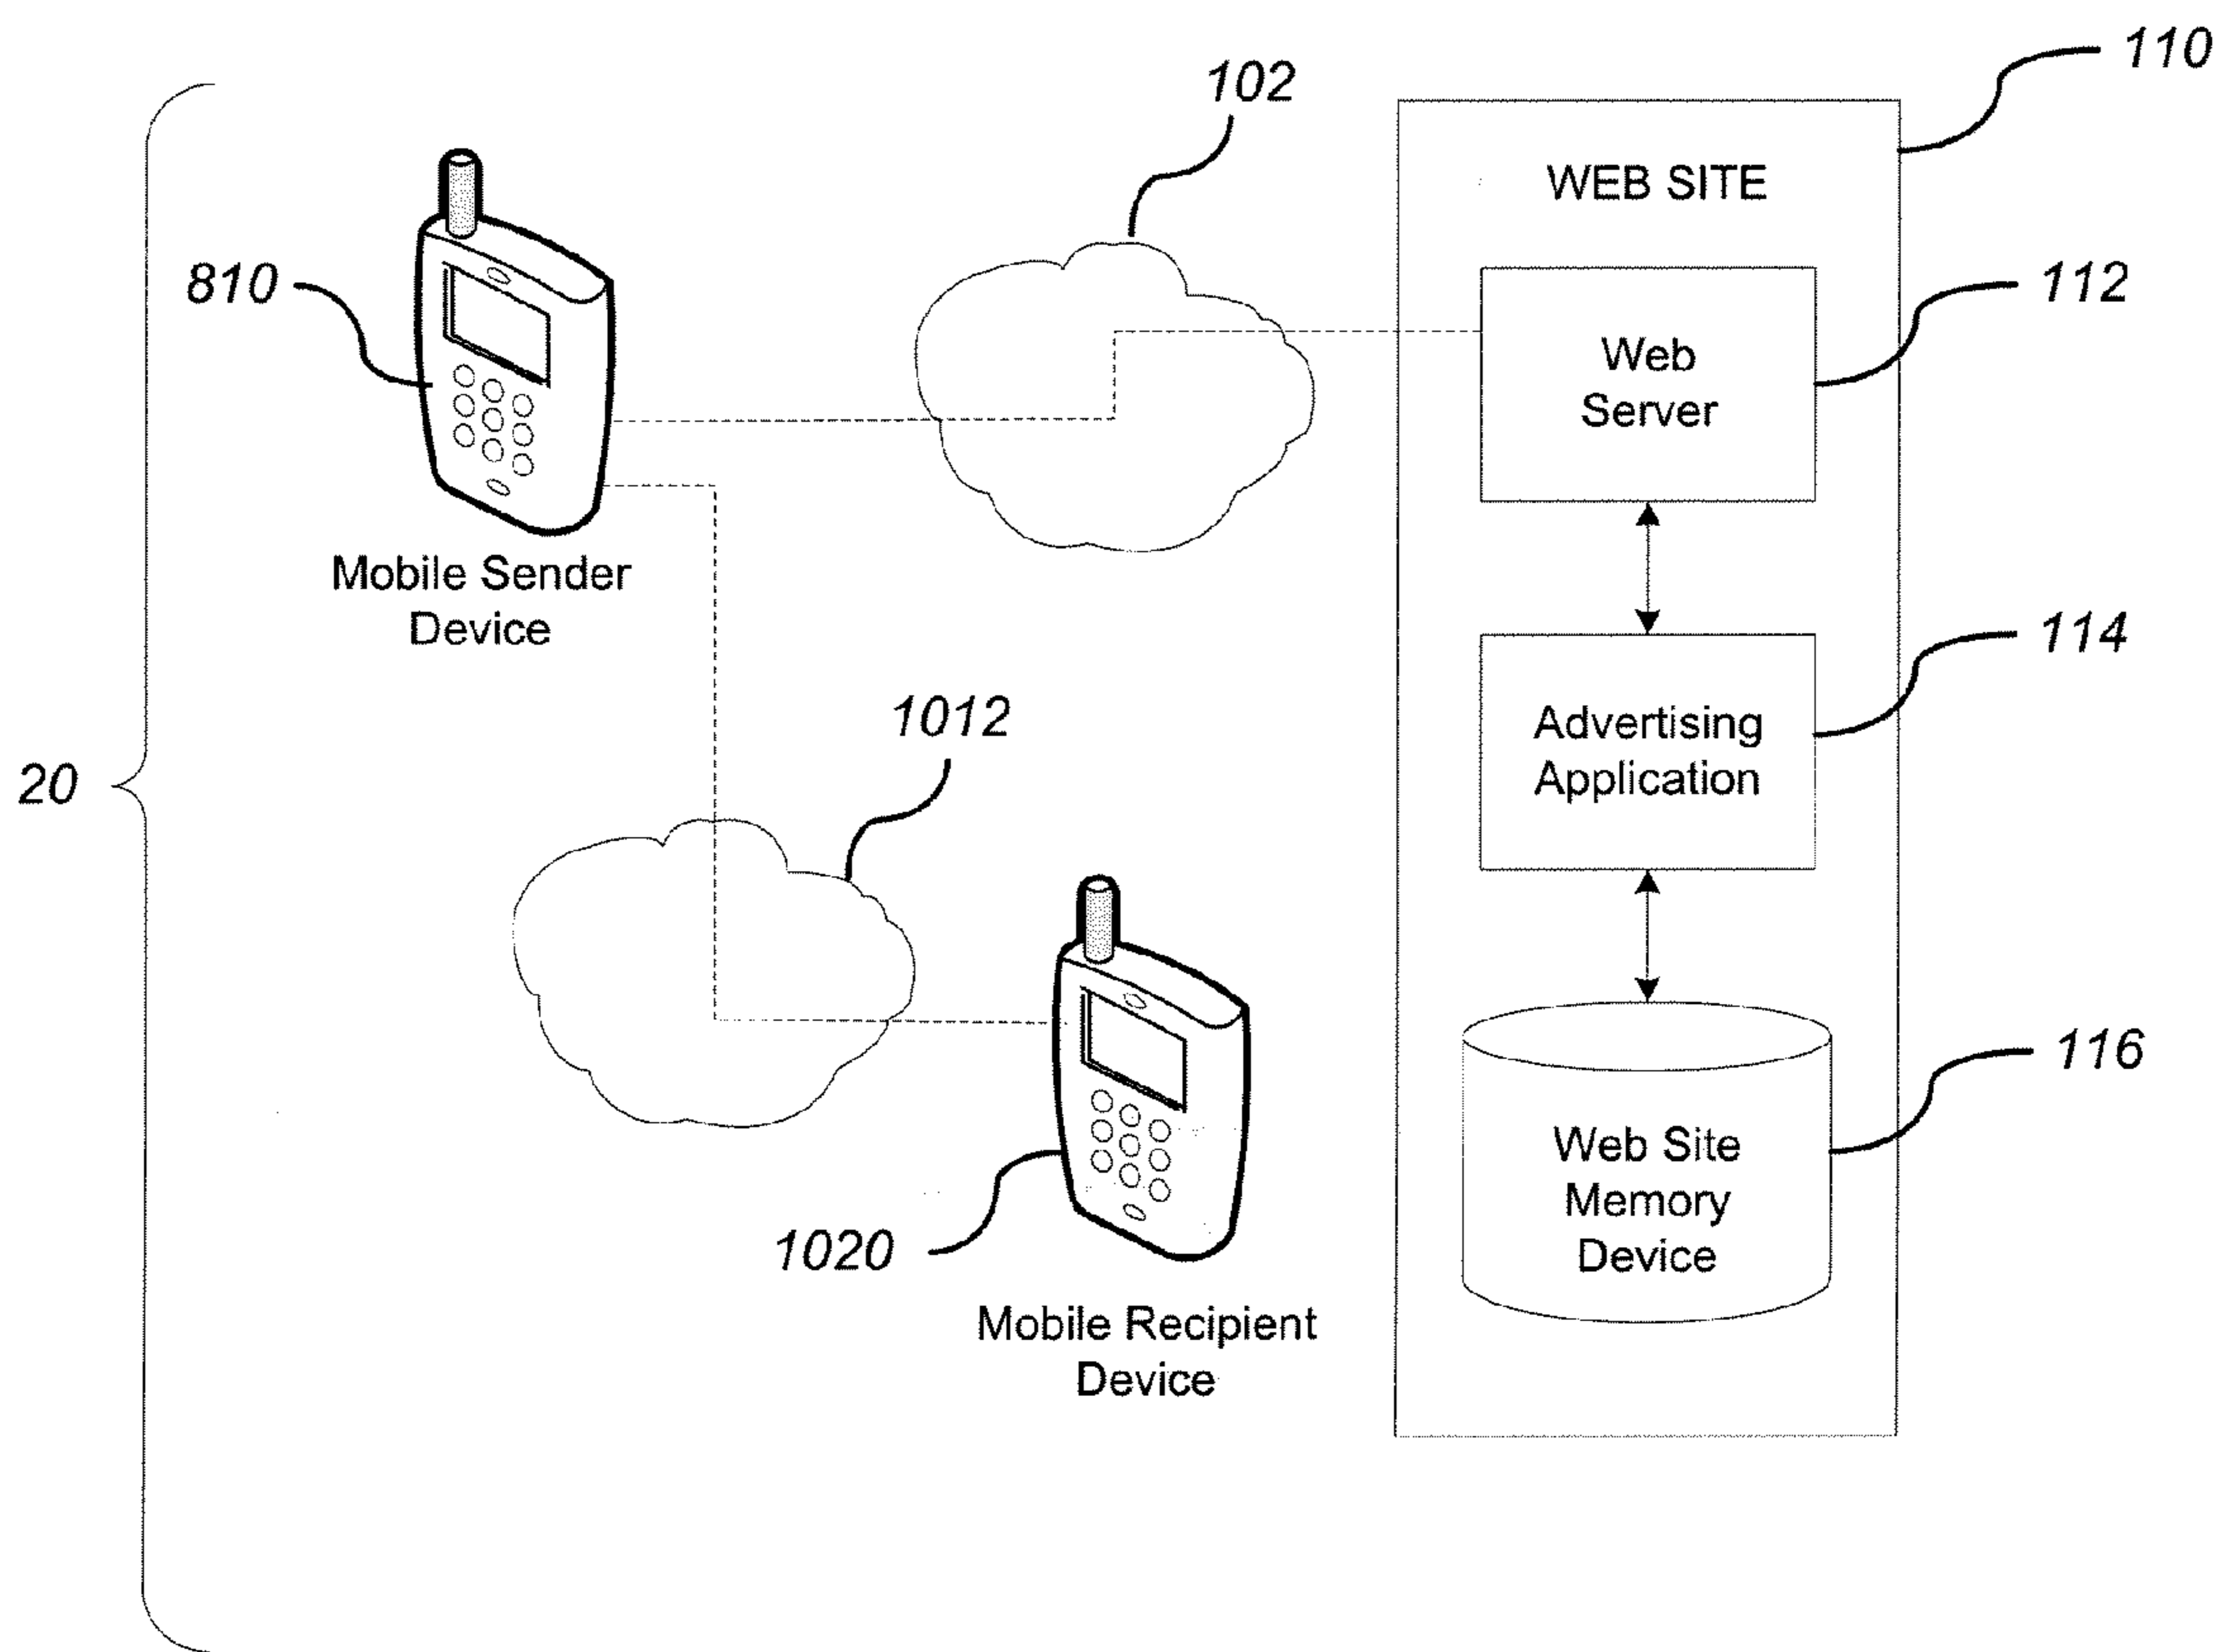 110
102
WEB SITE
810
112
Web
Server
Mobile Sender
Device
114
1012
Advertising
Application
20
116
Web Site
Memory
Device
1020
Mobile Recipient
Device